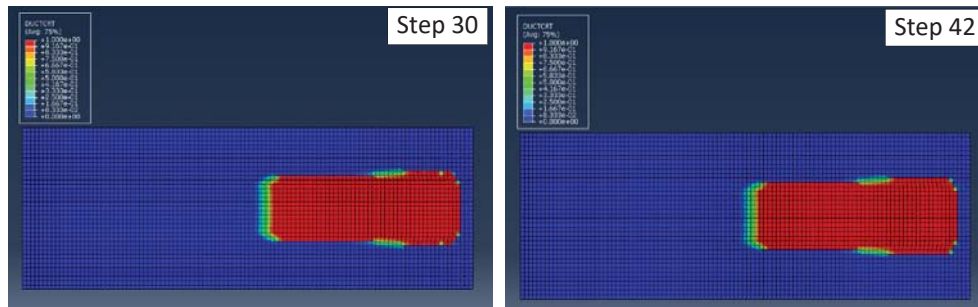 Step 30
DUCTCRT
(Avg: 75%)
+1.000e+00
+9.167e-01
+8.333e-01
+7.500e-01
+6.667e-01
+5.833e-01
+5.000e-01
+4.167e-01
+3.333e-01
+2.500e-01
+1.667e-01
+8.333e-02
+0.000e+00
Step 42
DUCTCRT
(Avg: 75%)
+1.000e+00
+9.167e-01
+8.333e-01
+7.500e-01
+6.667e-01
+5.833e-01
+5.000e-01
+4.167e-01
+3.333e-01
+2.500e-01
+1.667e-01
+8.333e-02
+0.000e+00